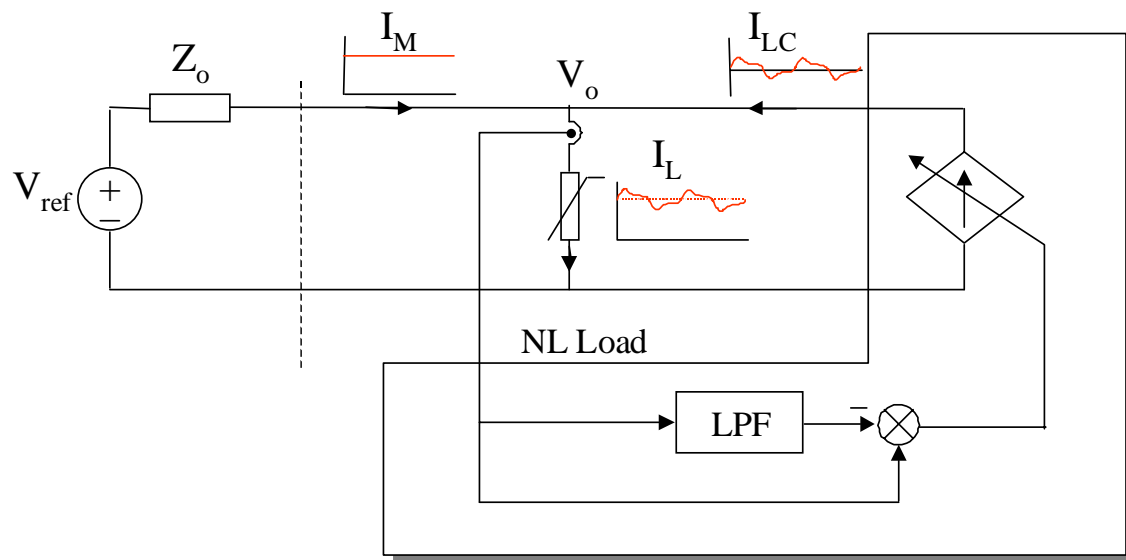 I_M
I_LC
Z_o
V_o
I_L
V_ref
+
−
NL Load
LPF
−